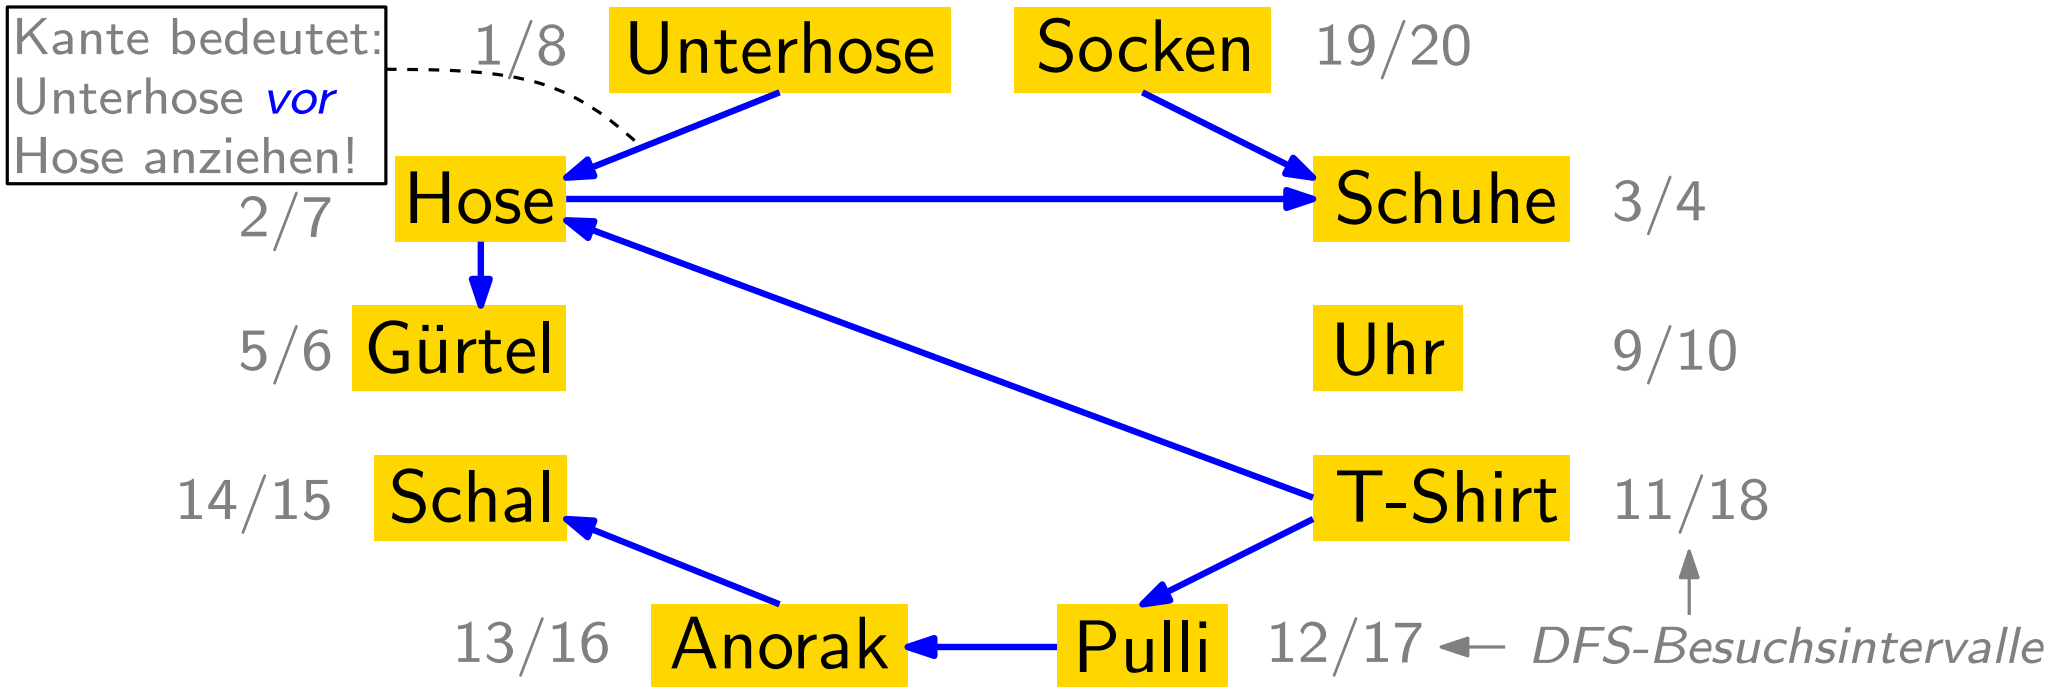 Kante bedeutet:
Unterhose vor
Hose anziehen!
1/8
Unterhose
Socken
19/20
2/7
Hose
Schuhe
3/4
5/6
Gürtel
Uhr
9/10
14/15
Schal
T-Shirt
11/18
13/16
Anorak
Pulli
12/17
DFS-Besuchsintervalle